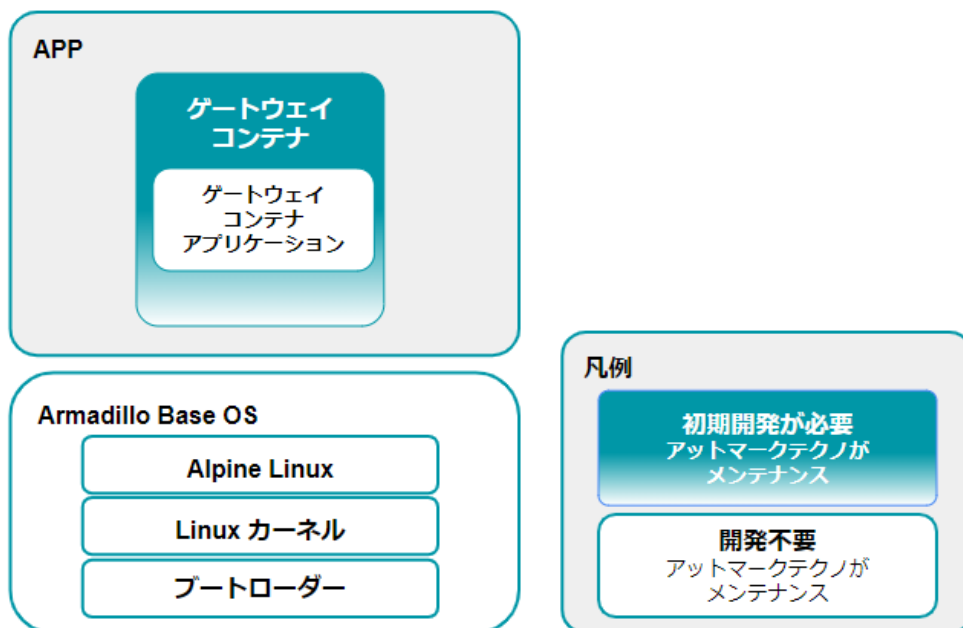 APP
ゲートウェイ
コンテナ
ゲートウェイ
コンテナ
アプリケーション
Armadillo Base OS
Alpine Linux
Linux カーネル
ブートローダー
凡例
初期開発が必要
アットマークテクノが
メンテナンス
開発不要
アットマークテクノが
メンテナンス